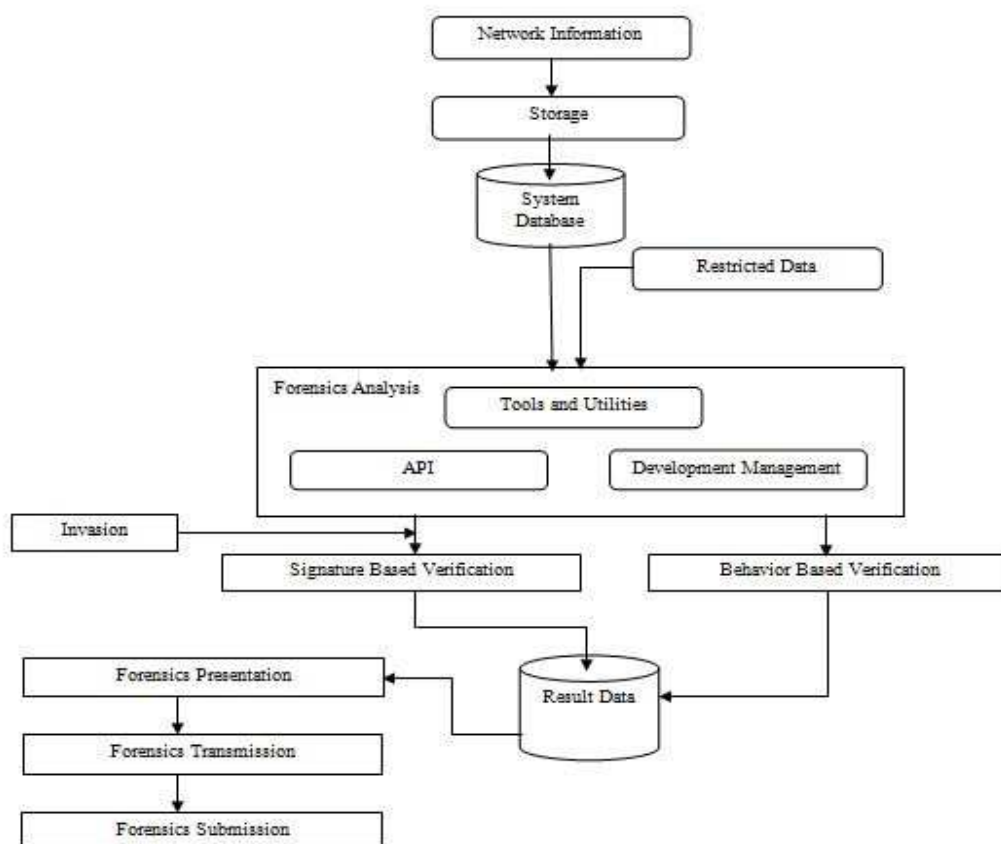 Network Information
Storage
System
Database
Restricted Data
Forensics Analysis
Tools and Utilities
API
Development Management
Invasion
Signature Based Verification
Behavior Based Verification
Forensics Presentation
Result Data
Forensics Transmission
Forensics Submission